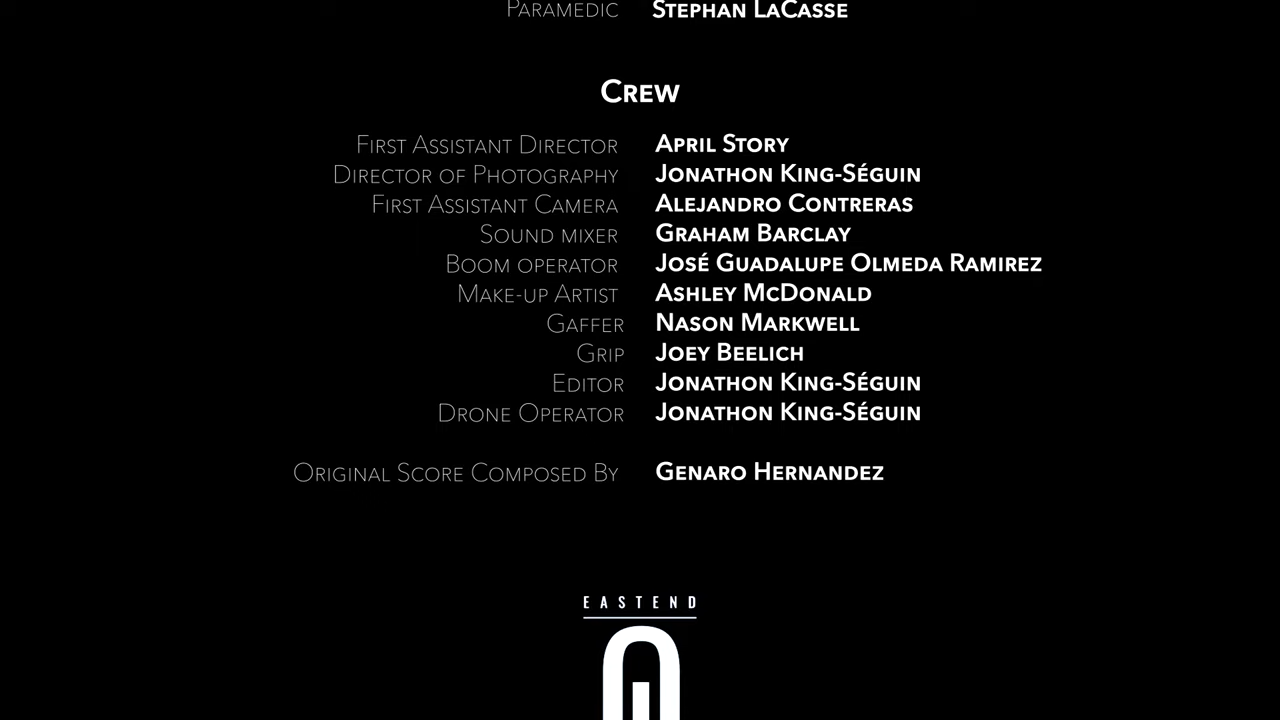 Paramedic Stephan LaCasse
Crew
First Assistant Director April Story
Director of Photography Jonathon King-Séguin
First Assistant Camera Alejandro Contreras
Sound mixer Graham Barclay
Boom operator José Guadalupe Olmeda Ramirez
Make-up Artist Ashley McDonald
Gaffer Nason Markwell
Grip Joey Beelich
Editor Jonathon King-Séguin
Drone Operator Jonathon King-Séguin
Original Score Composed By Genaro Hernandez
EASTEND